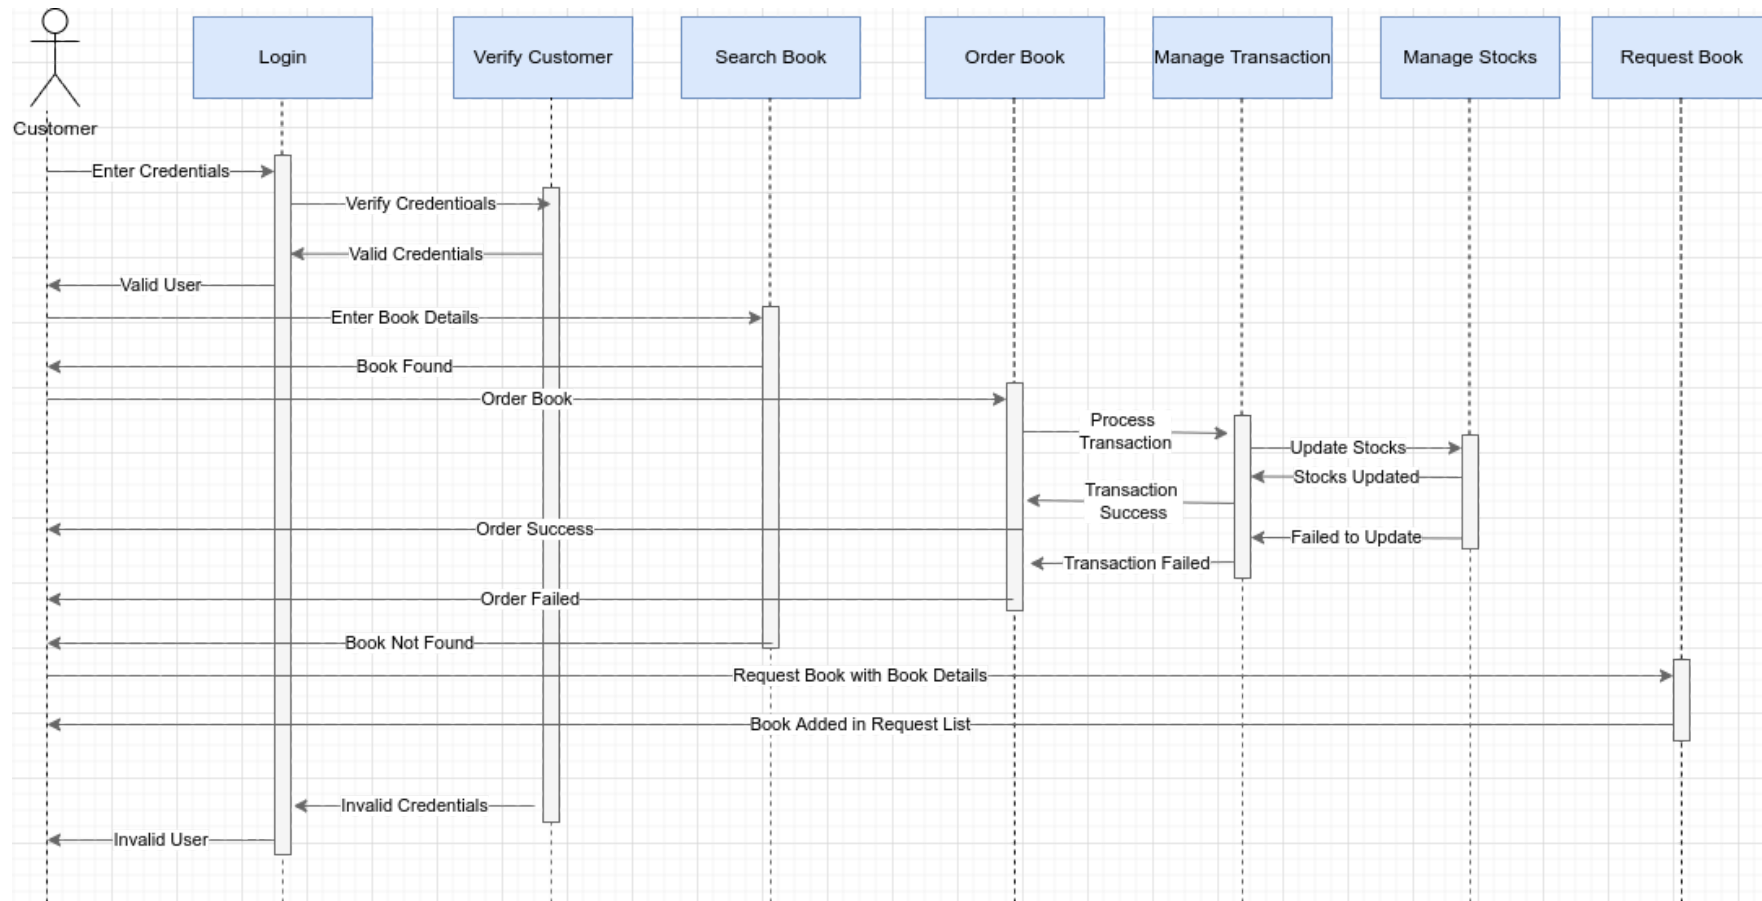 Login
Verify Customer
Search Book
Order Book
Manage Transaction
Manage Stocks
Request Book
Customer
Enter Credentials
Verify Credentioals
Valid Credentials
Valid User
Enter Book Details
Book Found
Order Book
Process
Transaction
Update Stocks
Stocks Updated
Transaction
Success
Order Success
Failed to Update
Transaction Failed
Order Failed
Book Not Found
Request Book with Book Details
Book Added in Request List
Invalid Credentials
Invalid User